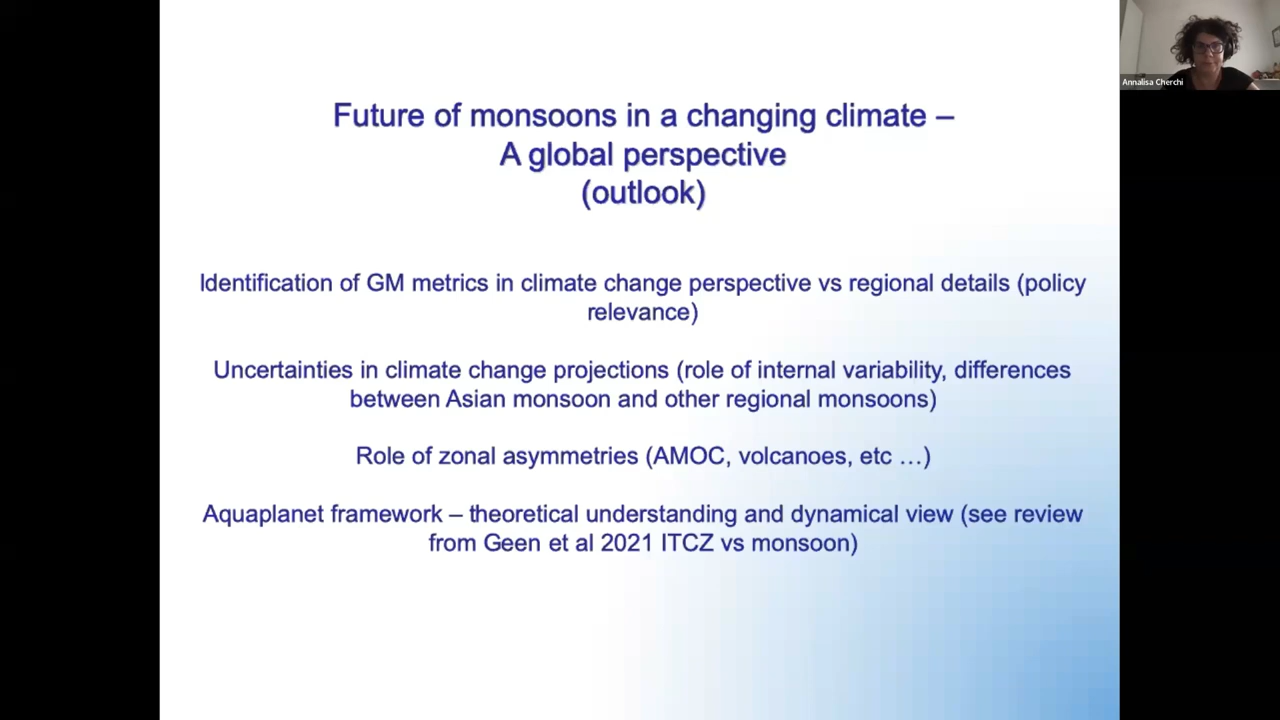 Future of monsoons in a changing climate –
A global perspective
(outlook)
Identification of GM metrics in climate change perspective vs regional details (policy
relevance)
Uncertainties in climate change projections (role of internal variability, differences
between Asian monsoon and other regional monsoons)
Role of zonal asymmetries (AMOC, volcanoes, etc …)
Aquaplanet framework – theoretical understanding and dynamical view (see review
from Geen et al 2021 ITCZ vs monsoon)
Annalisa Cherchi